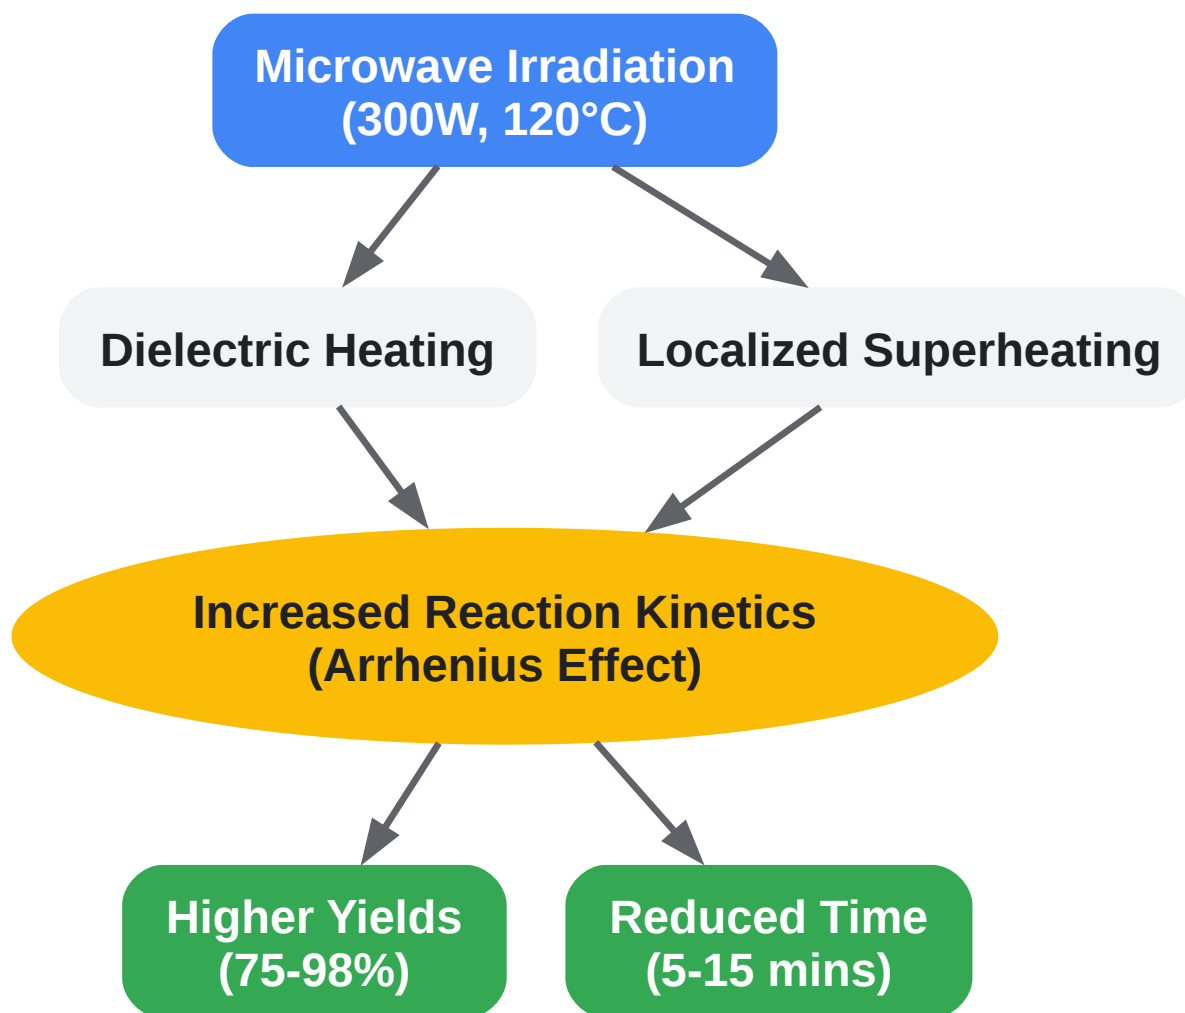 Microwave Irradiation
(300W, 120°C)
Dielectric Heating
Localized Superheating
Increased Reaction Kinetics
(Arrhenius Effect)
Higher Yields
(75-98%)
Reduced Time
(5-15 mins)